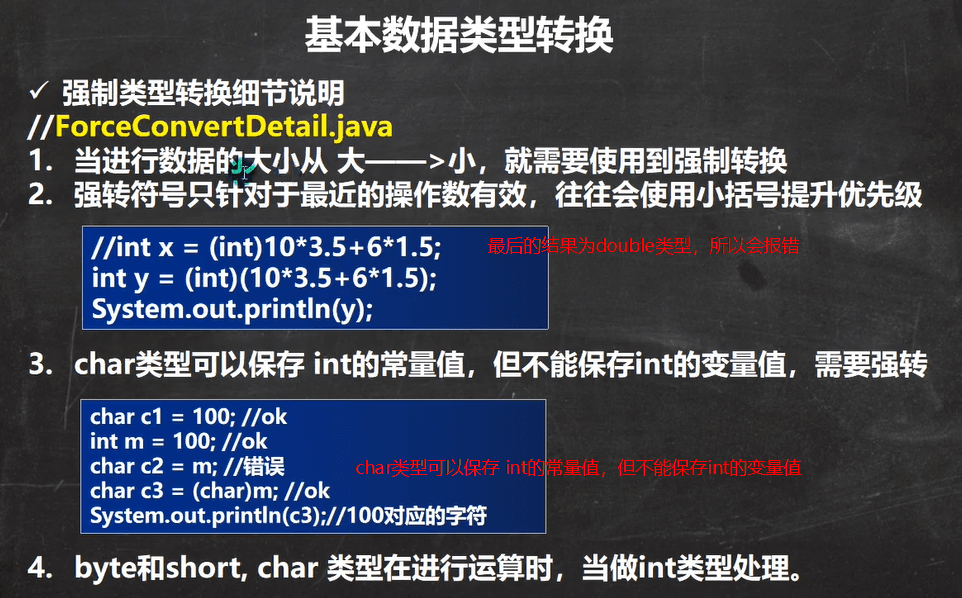 基本数据类型转换
✓ 强制类型转换细节说明
//ForceConvertDetail.java
1. 当进行数据的大小从 大——>小，就需要使用到强制转换
2. 强转符号只针对于最近的操作数有效，往往会使用小括号提升优先级
//int x = (int)10*3.5+6*1.5; 最后的结果为double类型，所以会报错
int y = (int)(10*3.5+6*1.5);
System.out.println(y);
3. char类型可以保存 int的常量值，但不能保存int的变量值，需要强转
char c1 = 100; //ok
int m = 100; //ok
char c2 = m; //错误 char类型可以保存 int的常量值，但不能保存int的变量值
char c3 = (char)m; //ok
System.out.println(c3);//100对应的字符
4. byte和short, char 类型在进行运算时，当做int类型处理。